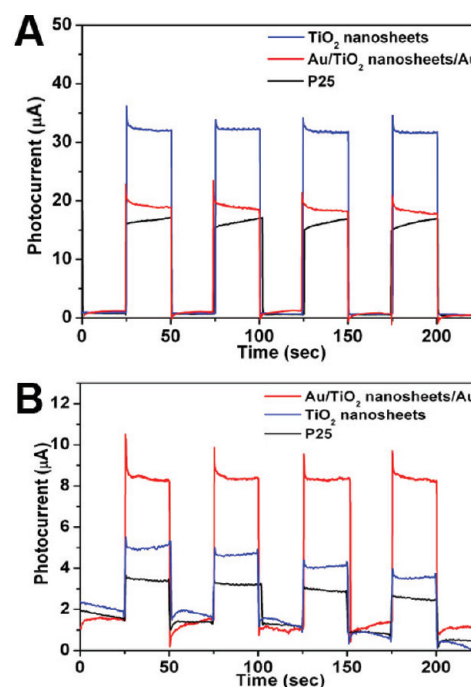 A
50
40
30
20
10
0
Photocurrent (μA)
TiO₂ nanosheets
Au/TiO₂ nanosheets/Au
P25
0 50 100 150 200
Time (sec)
B
12
10
8
6
4
2
0
Photocurrent (μA)
Au/TiO₂ nanosheets/Au
TiO₂ nanosheets
P25
0 50 100 150 200
Time (sec)